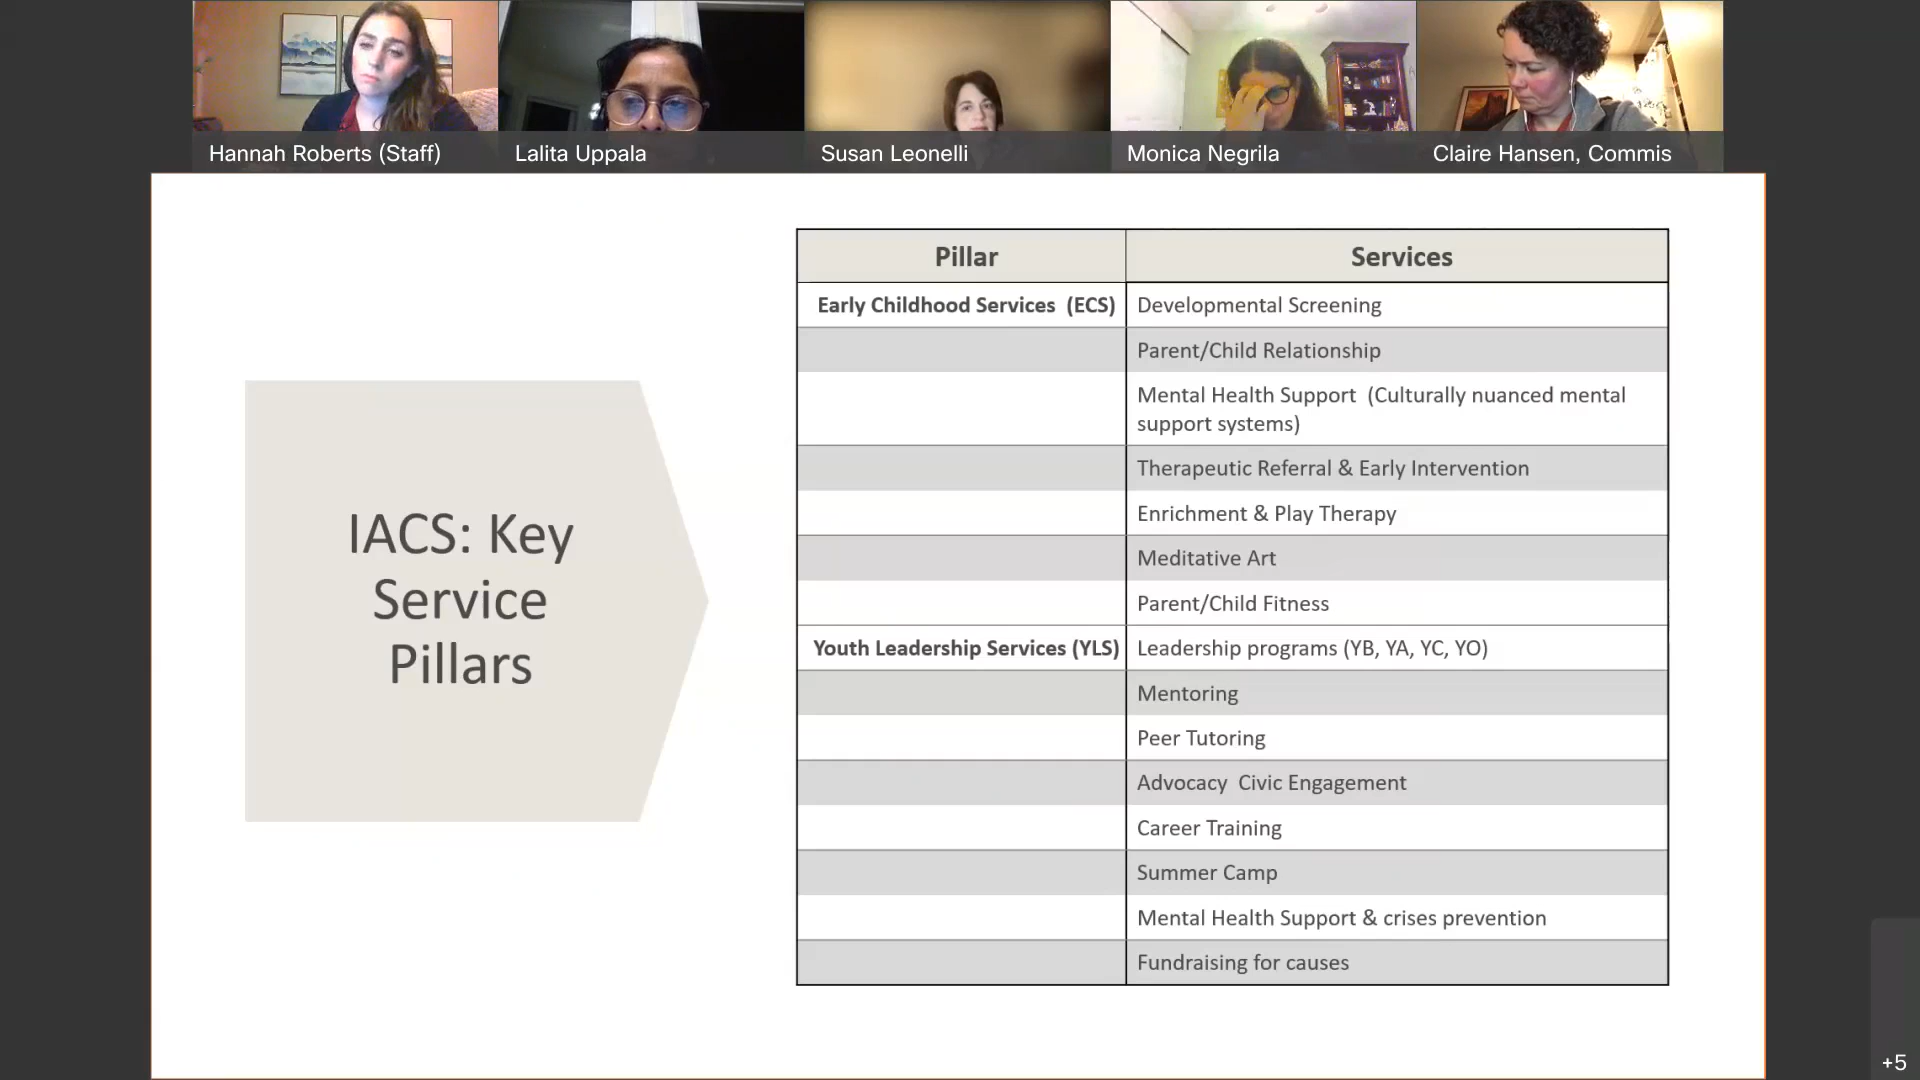 Hannah Roberts (Staff)
Lalita Uppala
Susan Leonelli
Monica Negrila
Claire Hansen, Commis
IACS: Key
Service
Pillars
Pillar
Services
Early Childhood Services (ECS)
Developmental Screening
Parent/Child Relationship
Mental Health Support (Culturally nuanced mental
support systems)
Therapeutic Referral & Early Intervention
Enrichment & Play Therapy
Meditative Art
Parent/Child Fitness
Youth Leadership Services (YLS)
Leadership programs (YB, YA, YC, YO)
Mentoring
Peer Tutoring
Advocacy Civic Engagement
Career Training
Summer Camp
Mental Health Support & crises prevention
Fundraising for causes
+5